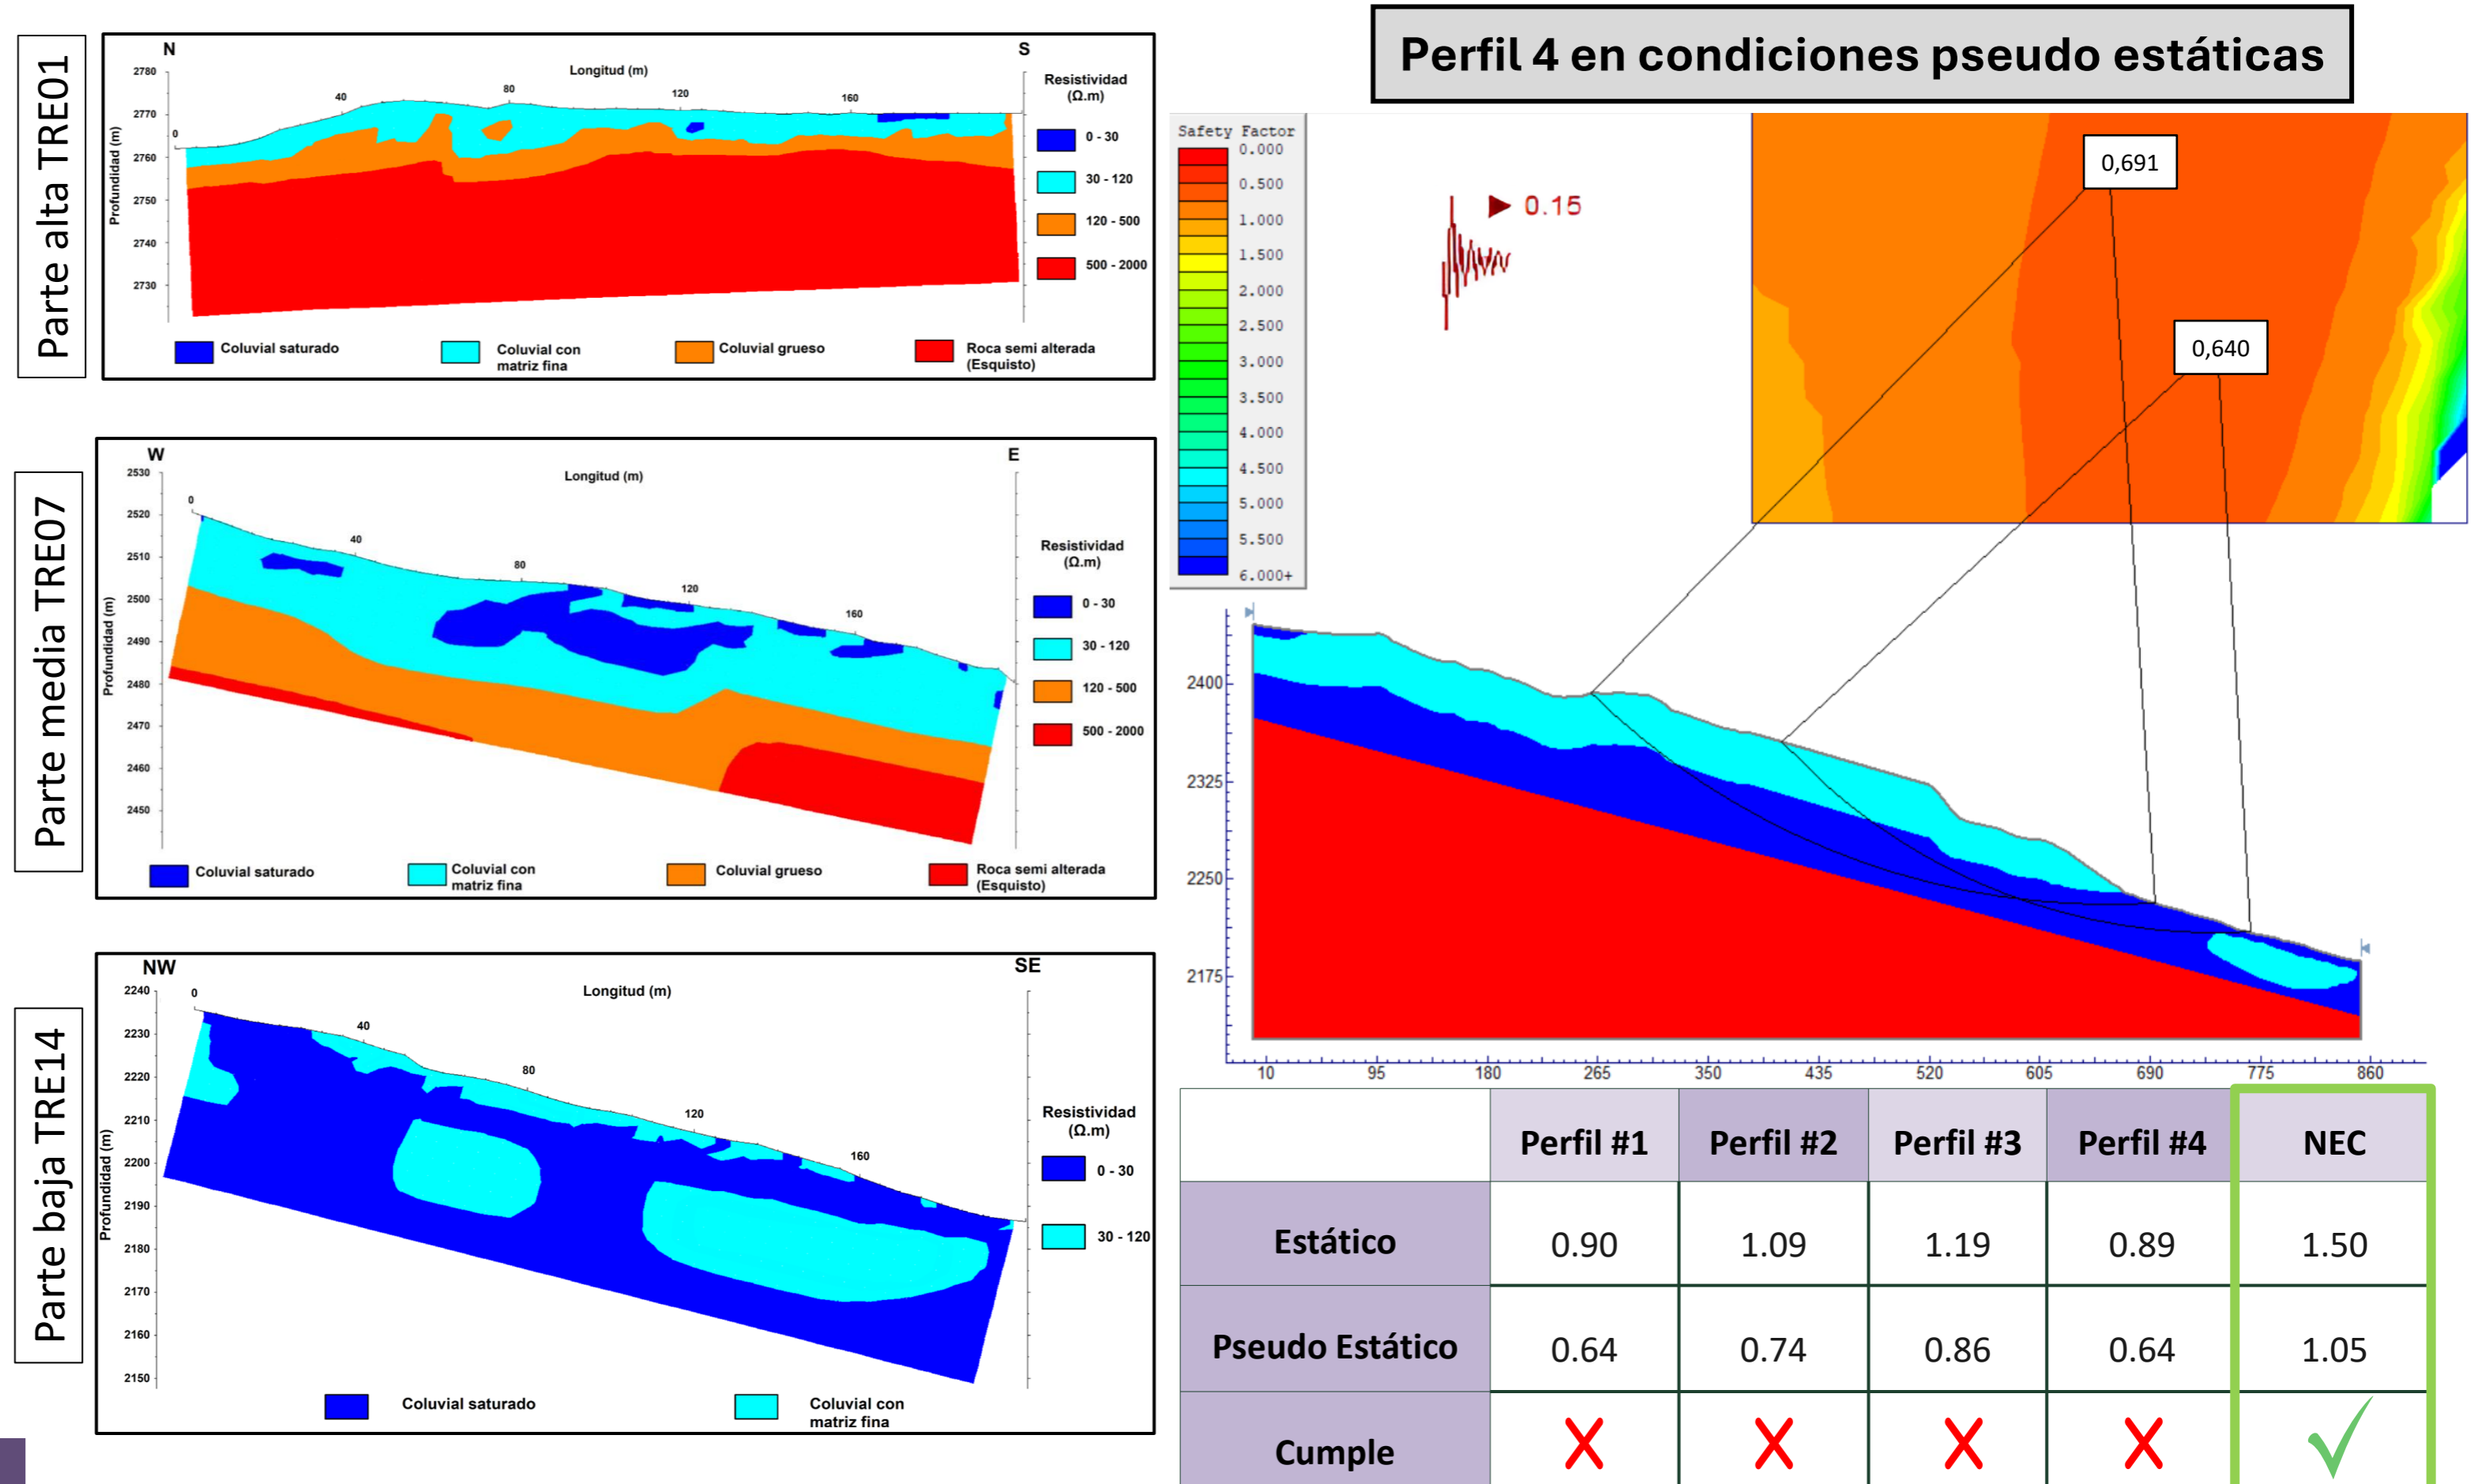 Parte alta TRE01
N
S
Longitud (m)
Profundidad (m)
2780
2770
2760
2750
2740
2730
0
40
80
120
160
Resistividad
(Ω.m)
0 - 30
30 - 120
120 - 500
500 - 2000
Coluvial saturado
Coluvial con
matriz fina
Coluvial grueso
Roca semi alterada
(Esquisto)
Parte media TRE07
W
E
Longitud (m)
Profundidad (m)
2530
2520
2510
2500
2490
2480
2470
2460
2450
0
40
80
120
160
Resistividad
(Ω.m)
0 - 30
30 - 120
120 - 500
500 - 2000
Coluvial saturado
Coluvial con
matriz fina
Coluvial grueso
Roca semi alterada
(Esquisto)
Parte baja TRE14
NW
SE
Longitud (m)
Profundidad (m)
2240
2230
2220
2210
2200
2190
2180
2170
2160
2150
0
40
80
120
160
Resistividad
(Ω.m)
0 - 30
30 - 120
Coluvial saturado
Coluvial con
matriz fina
Perfil 4 en condiciones pseudo estáticas
Safety Factor
0.000
0.500
1.000
1.500
2.000
2.500
3.000
3.500
4.000
4.500
5.000
5.500
6.000+
0.15
0,691
0,640
2400
2325
2250
2175
10 95 180 265 350 435 520 605 690 775 860
Perfil #1 Perfil #2 Perfil #3 Perfil #4 NEC
Estático 0.90 1.09 1.19 0.89 1.50
Pseudo Estático 0.64 0.74 0.86 0.64 1.05
Cumple X X X X ✓